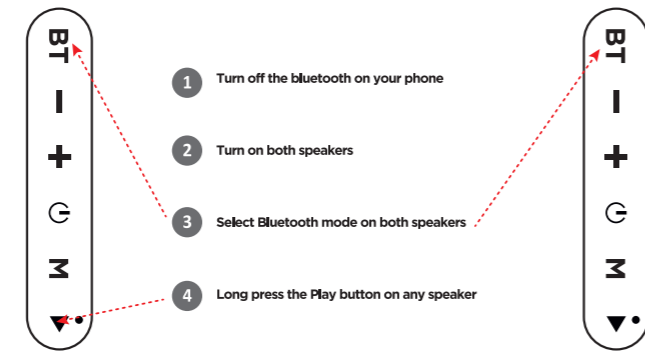 BT
M
1 Turn off the bluetooth on your phone
2 Turn on both speakers
3 Select Bluetooth mode on both speakers
4 Long press the Play button on any speaker
BT
M